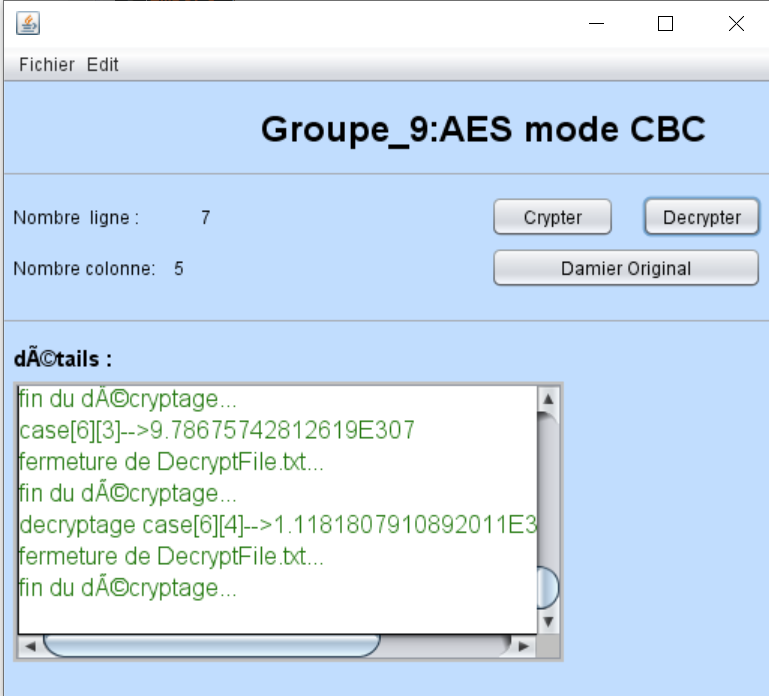 Fichier Edit
Groupe_9:AES mode CBC
Nombre ligne : 7
Crypter Decrypter
Nombre colonne: 5
Damier Original
dÃ©tails :
fin du dÃ©cryptage...
case[6][3]-->9.78675742812619E307
fermeture de DecryptFile.txt...
fin du dÃ©cryptage...
decryptage case[6][4]-->1.1181807910892011E3
fermeture de DecryptFile.txt...
fin du dÃ©cryptage...